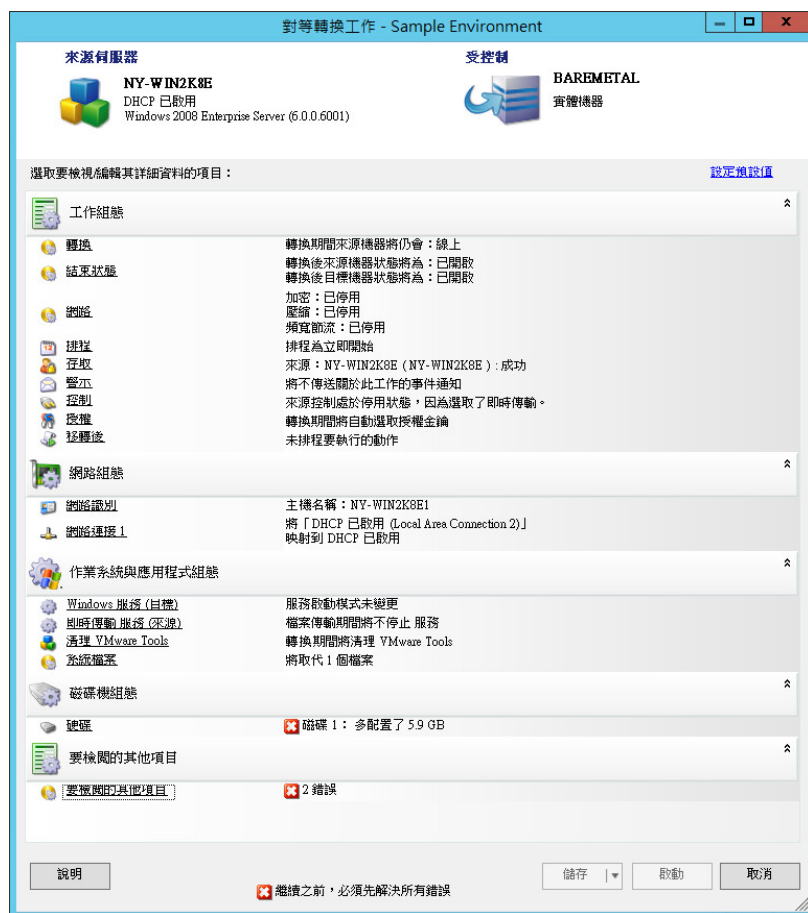 對等轉換工作 - Sample Environment
來源伺服器
NY-WIN2K8E
DHCP 已啟用
Windows 2008 Enterprise Server (6.0.0.6001)
受控制
BAREMETAL
實體機器
選取要檢視/編輯其詳細資料的項目：
設定預設值
工作組態
轉換 轉換期間來源機器將仍會：線上
結束狀態 轉換後來源機器狀態將為：已開啟
轉換後目標機器狀態將為：已開啟
網路 加密：已停用
壓縮：已停用
頻寬節流：已停用
排程 排程為立即開始
存取 來源：NY-WIN2K8E ( NY-WIN2K8E ) : 成功
警示 將不傳送關於此工作的事件通知
控制 來源控制處於停用狀態，因為選取了即時傳輸。
授權 轉換期間將自動選取授權金鑰
移轉後 未排程要執行的動作
網路組態
網路識別 主機名稱：NY-WIN2K8E1
網路連接 1 將「DHCP 已啟用 (Local Area Connection 2)」
映射到 DHCP 已啟用
作業系統與應用程式組態
Windows 服務 (目標) 服務啟動模式未變更
即時傳輸 服務 (來源) 檔案傳輸期間將不停止 服務
清理 VMware Tools 轉換期間將清理 VMware Tools
系統檔案 將取代 1 個檔案
磁碟機組態
硬碟 磁碟 1： 多配置了 5.9 GB
要檢閱的其他項目
要檢閱的其他項目 2 錯誤
說明
儲存
啟動
取消
繼續之前，必須先解決所有錯誤